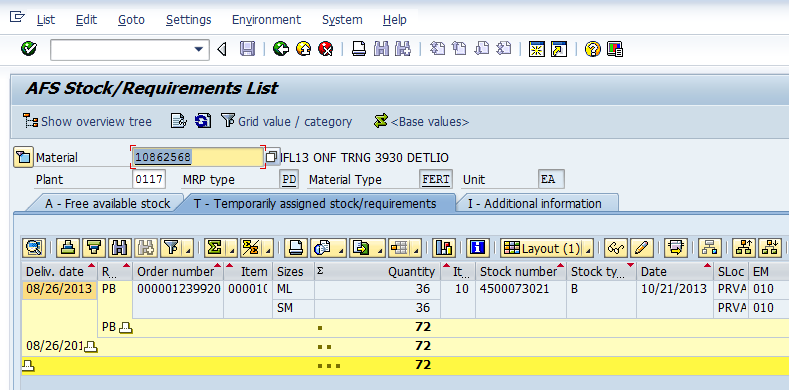 List Edit Goto Settings Environment System Help
AFS Stock/Requirements List
Show overview tree Grid value / category <Base values>
Material 10862568 NFL13 ONF TRNG 3930 DETLIO
Plant 0117 MRP type PD Material Type FERT Unit EA
A - Free available stock T - Temporarily assigned stock/requirements I - Additional information
Layout (1)
Deliv. date R... Order number Item Sizes Σ Quantity It... Stock number Stock ty... Date SLoc EM
08/26/2013 PB 000001239920 000010 ML 36 10 4500073021 B 10/21/2013 PRVA 010
SM 36 PRVA 010
PB 72
08/26/201 72
72